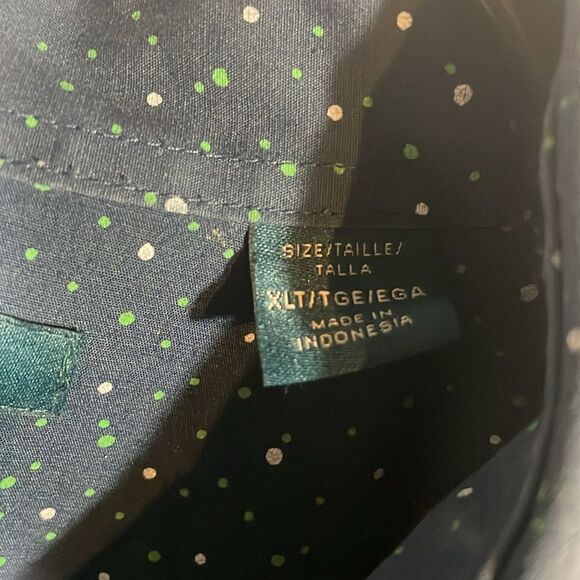 SIZE/TAILLE/
TALLA
XLT/TGE/EGA
MADE IN
INDONESIA